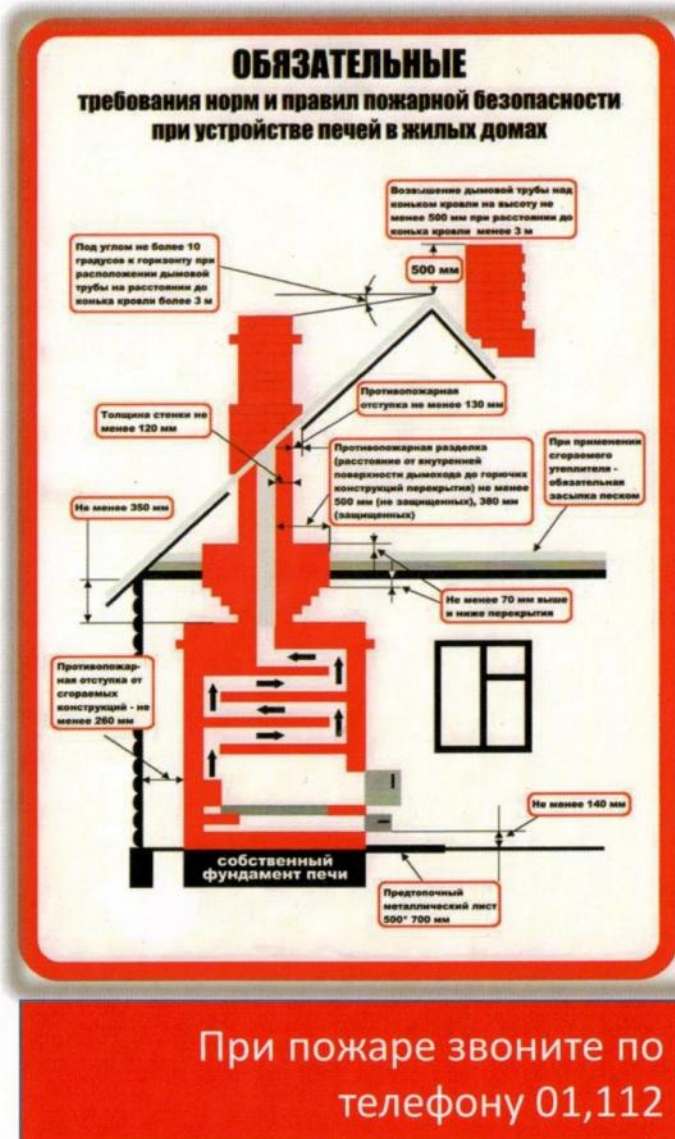 ОБЯЗАТЕЛЬНЫЕ
требования норм и правил пожарной безопасности
при устройстве печей в жилых домах
Возвышение дымовой трубы над
коньком кровли на высоту не
менее 500 мм при расстоянии до
конька кровли менее 3 м
Под углом не более 10
градусов к горизонту при
расположении дымовой
трубы на расстоянии до
конька кровли более 3 м
500 мм
Противопожарная
отступка не менее 130 мм
Толщина стенки не
менее 120 мм
Противопожарная разделка
(расстояние от внутренней
поверхности дымохода до горючих
конструкций перекрытия) не менее
500 мм (не защищенных), 380 мм
(защищенных)
При применении
сгораемого
утеплителя -
обязательная
засыпка песком
Не менее 350 мм
Не менее 70 мм выше
и ниже перекрытия
Противопожар-
ная отступка от
сгораемых
конструкций - не
менее 260 мм
Не менее 140 мм
собственный
фундамент печи
Предтопочный
металлический лист
500* 700 мм
При пожаре звоните по
телефону 01,112